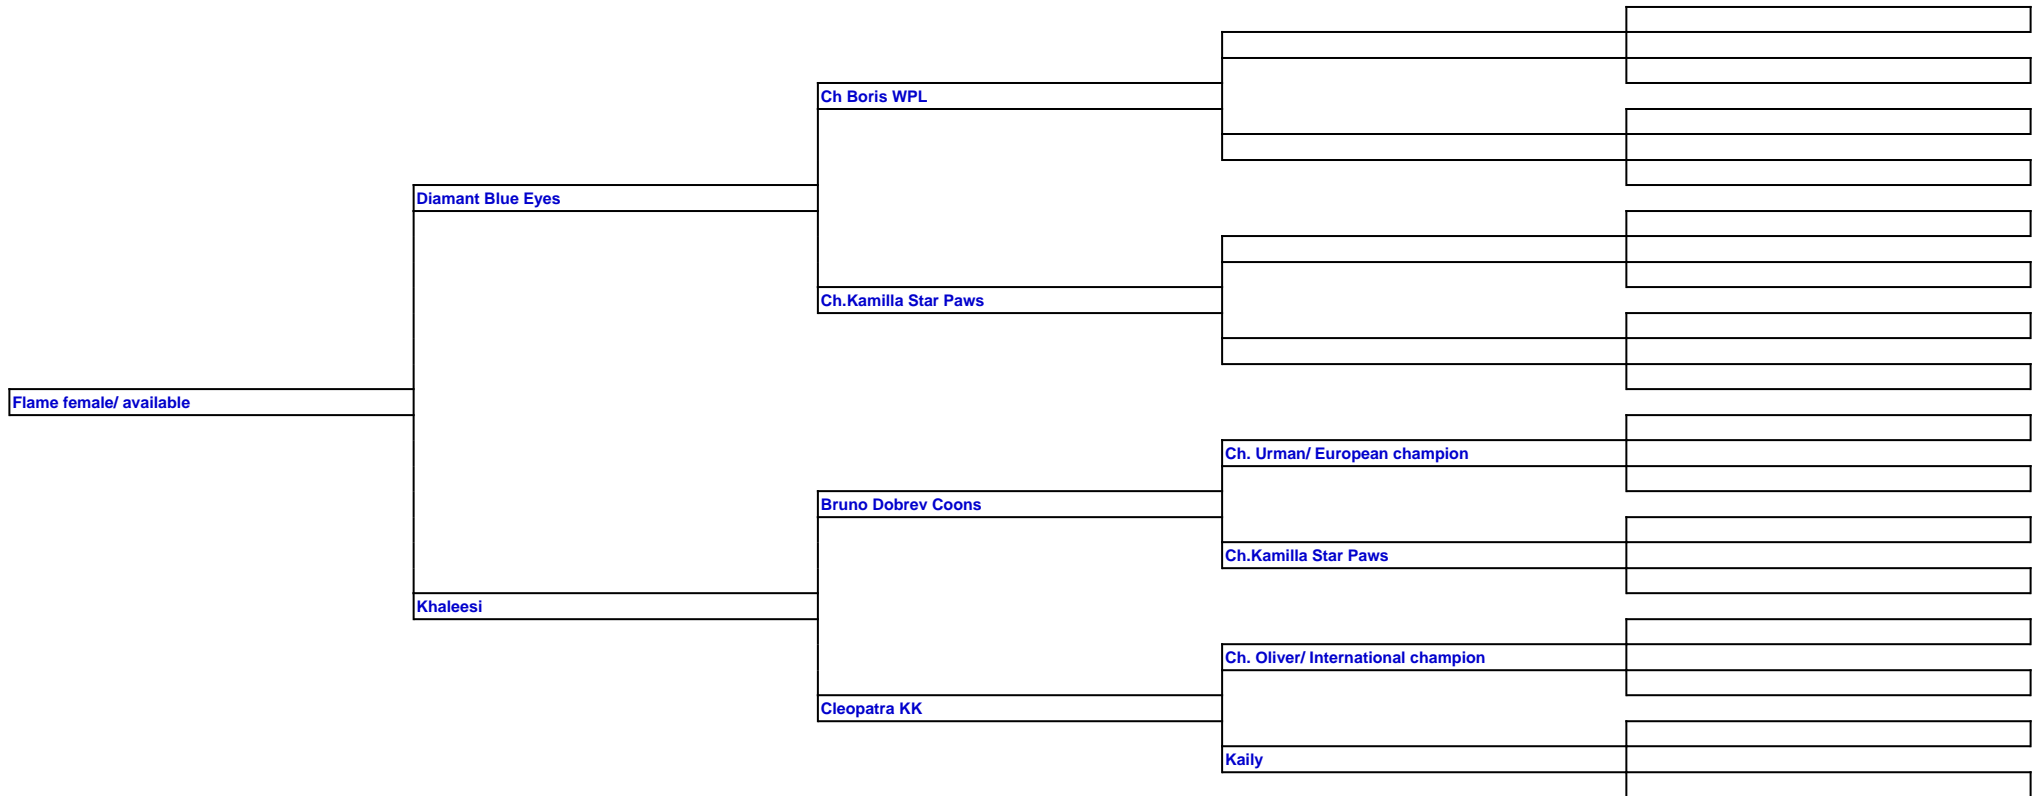 Ch Boris WPL
Diamant Blue Eyes
Ch.Kamilla Star Paws
Flame female/ available
Ch. Urman/ European champion
Bruno Dobrev Coons
Ch.Kamilla Star Paws
Khaleesi
Ch. Oliver/ International champion
Cleopatra KK
Kaily